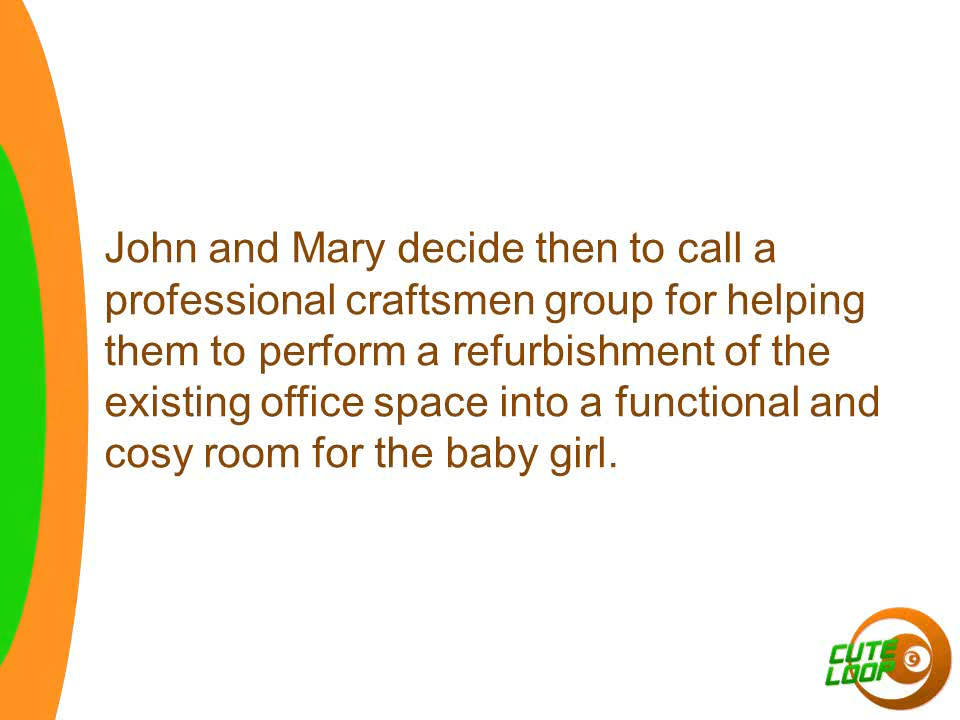 John and Mary decide then to call a
professional craftsmen group for helping
them to perform a refurbishment of the
existing office space into a functional and
cosy room for the baby girl.
CUTE
LOOP